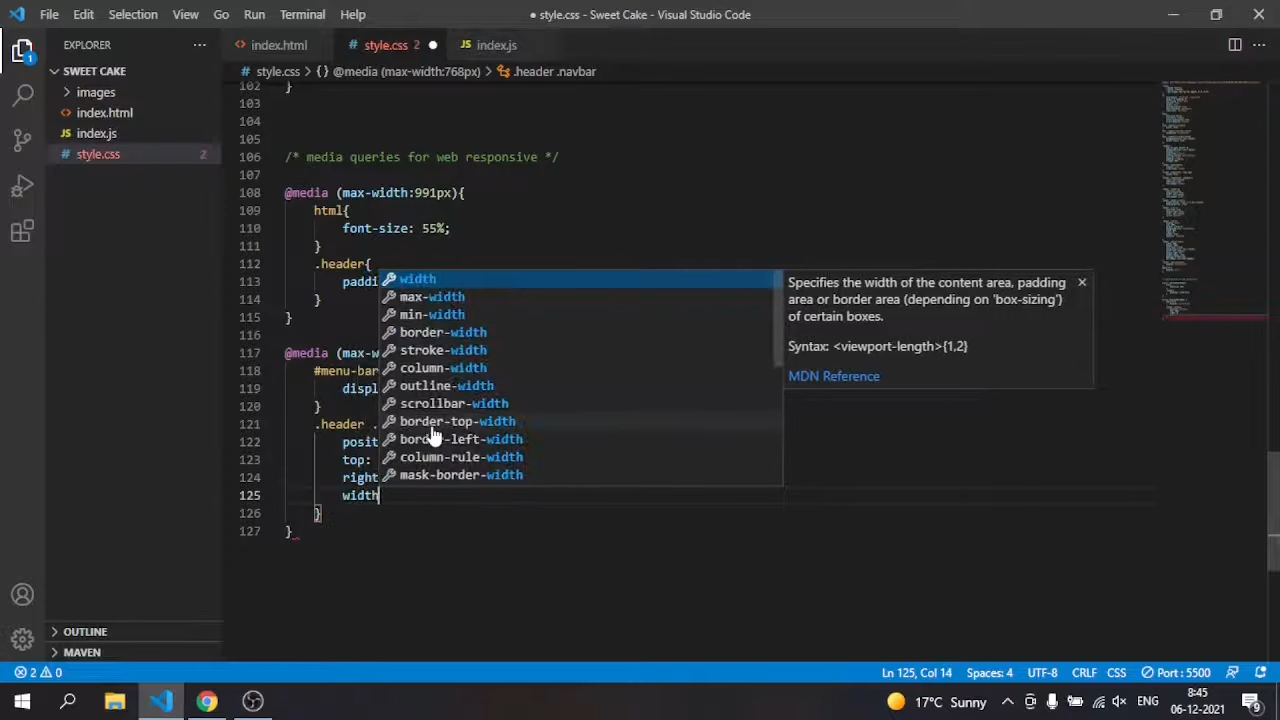 File Edit Selection View Go Run Terminal Help
● style.css - Sweet Cake - Visual Studio Code
EXPLORER
index.html
style.css 2
index.js
SWEET CAKE
images
index.html
index.js
style.css 2
style.css > {} @media (max-width:768px) > .header .navbar
102 }
103
104
105
106 /* media queries for web responsive */
107
108 @media (max-width:991px){
109 html{
110 font-size: 55%;
111 }
112 .header{
113 paddi
114 }
115 }
116
117 @media (max-w
118 #menu-bar
119 displ
120 }
121 .header .
122 posit
123 top:
124 right
125 width
126 }
127 }
width
max-width
min-width
border-width
stroke-width
column-width
outline-width
scrollbar-width
border-top-width
border-left-width
column-rule-width
mask-border-width
Specifies the width of the content area, padding
area or border area (depending on 'box-sizing')
of certain boxes.
Syntax: <viewport-length>{1,2}
MDN Reference
1
OUTLINE
MAVEN
2 0
Ln 125, Col 14 Spaces: 4 UTF-8 CRLF CSS Port : 5500
17°C Sunny
ENG
8:45
06-12-2021
9